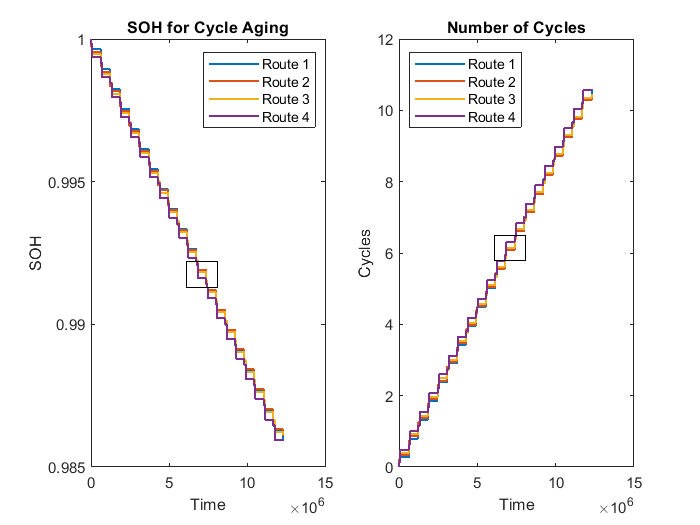 SOH for Cycle Aging
1
0.995
0.99
0.985
SOH
0
5
10
15
Time
×10^6
Route 1
Route 2
Route 3
Route 4
Number of Cycles
12
10
8
6
4
2
0
Cycles
0
5
10
15
Time
×10^6
Route 1
Route 2
Route 3
Route 4